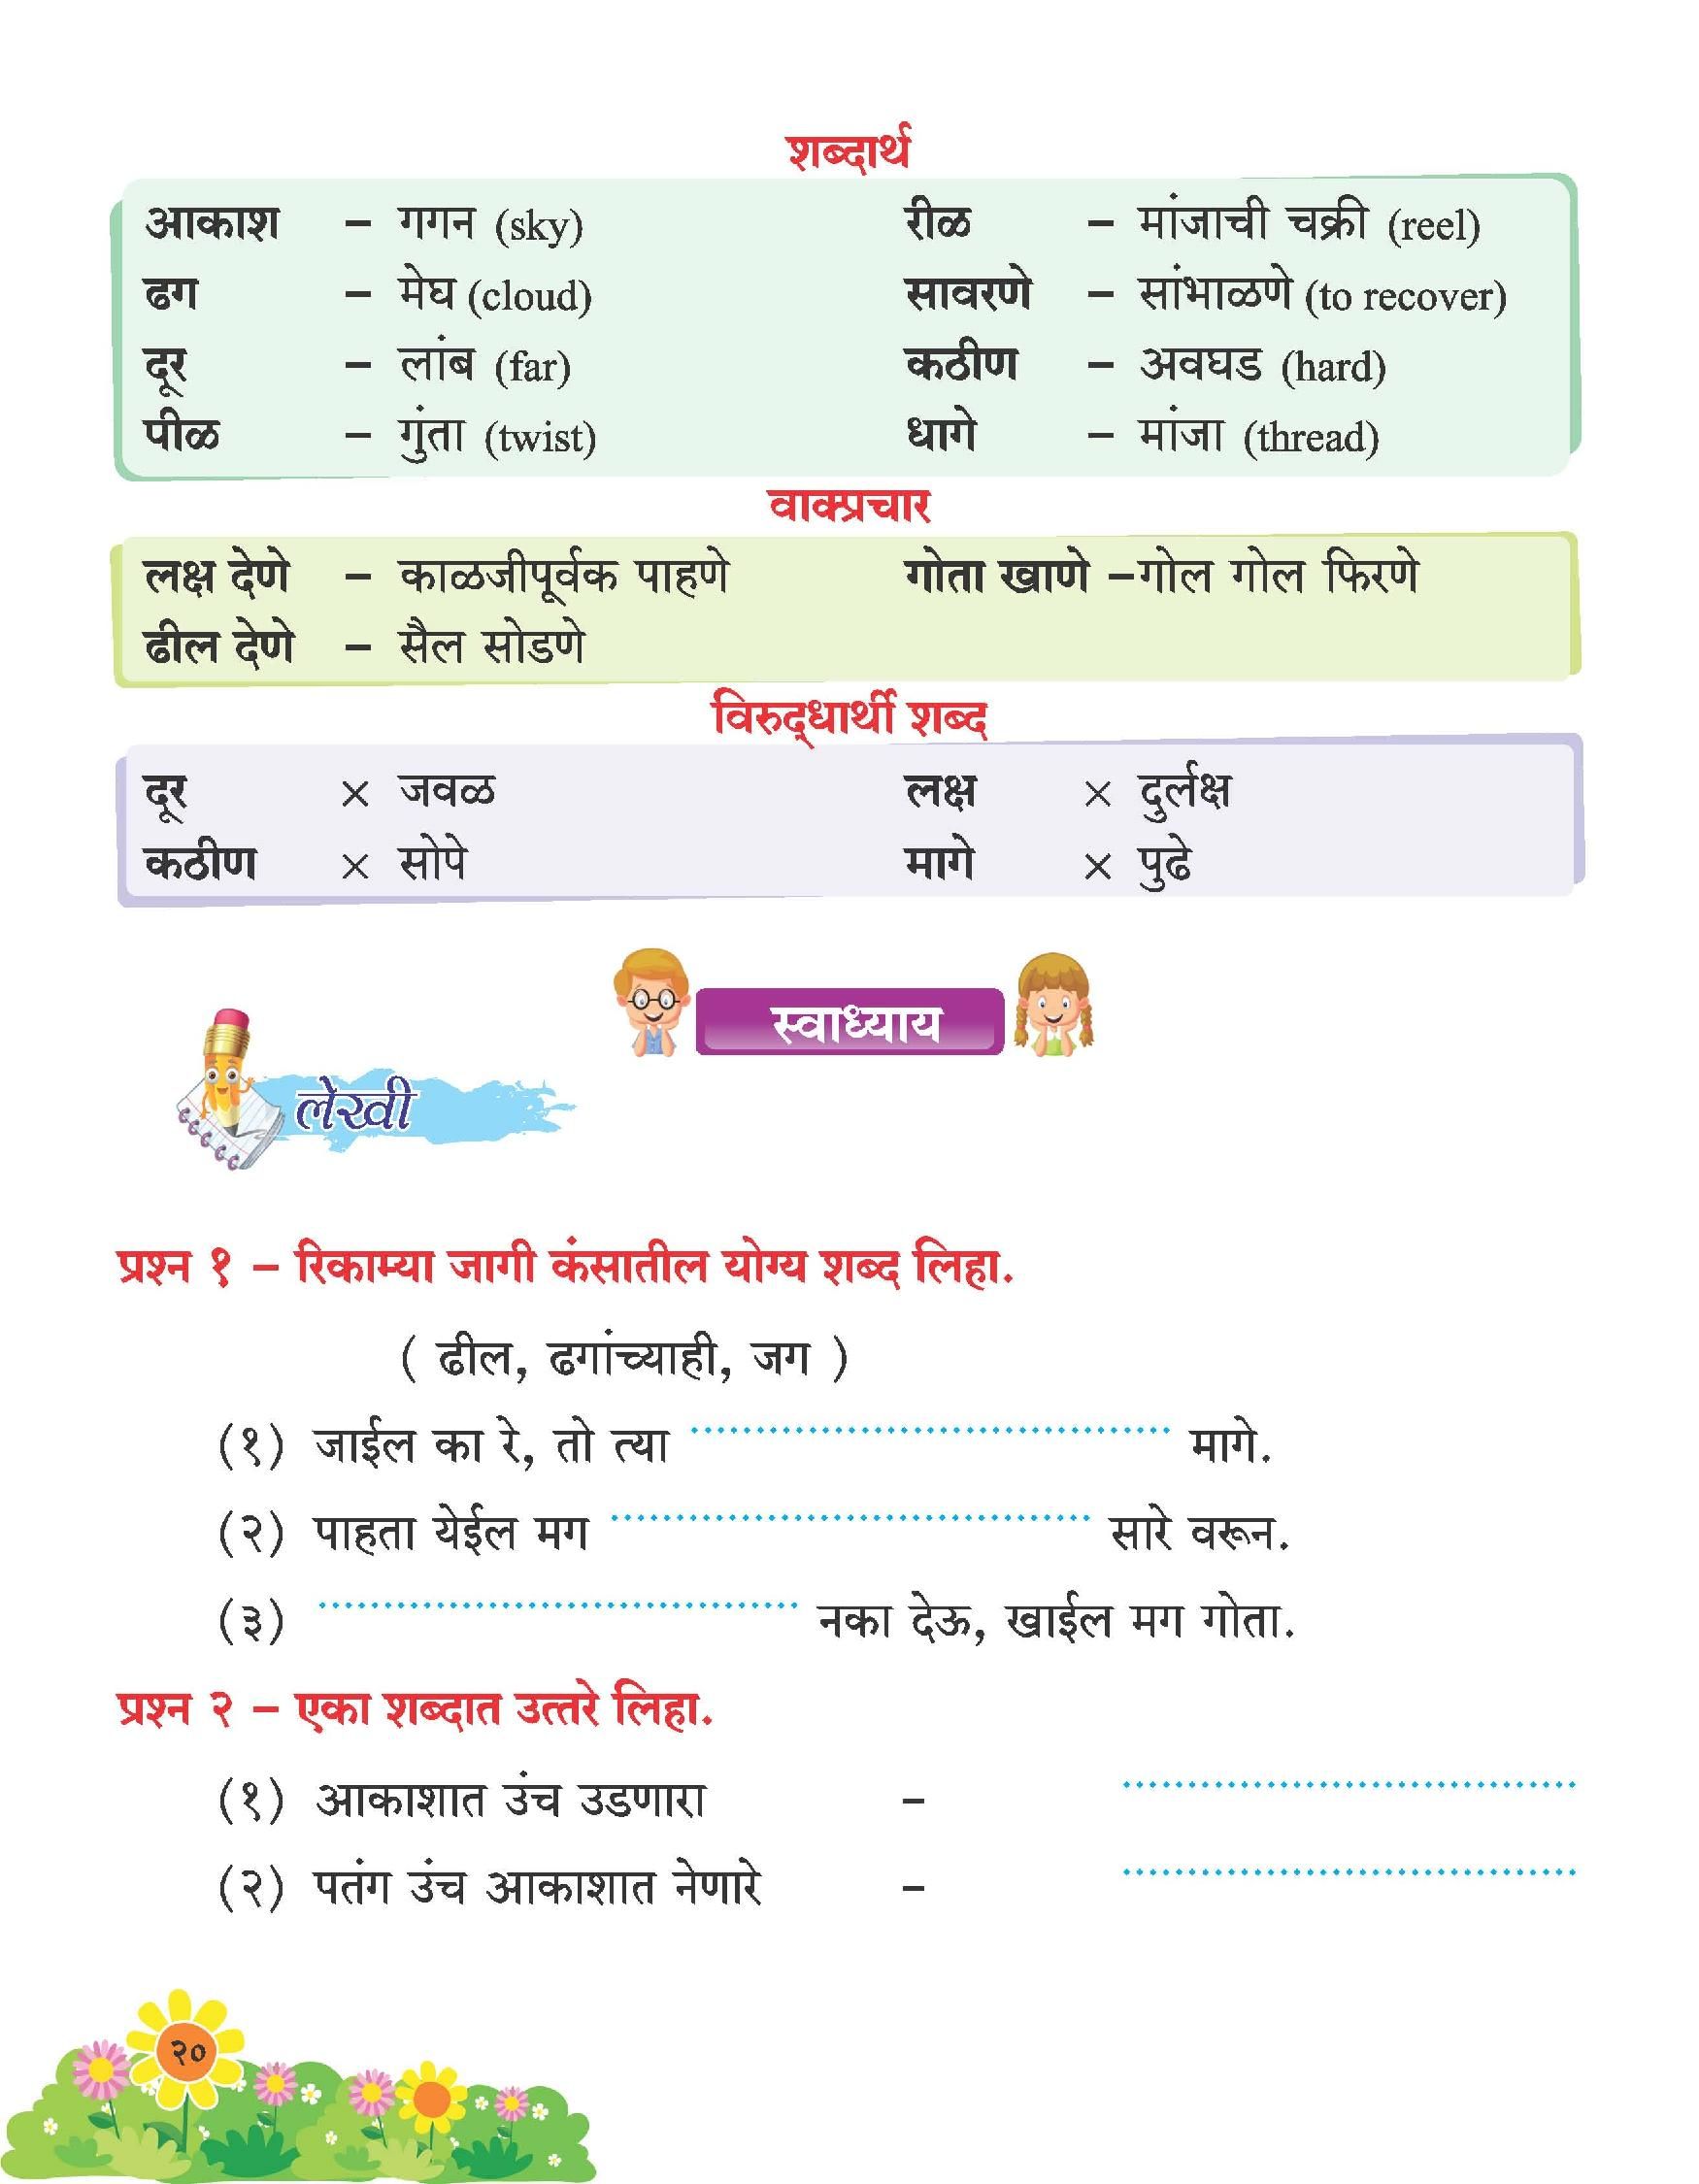 शब्दार्थ
आकाश – गगन (sky) रीळ – मांजाची चक्री (reel)
ढग – मेघ (cloud) सावरणे – सांभाळणे (to recover)
दूर – लांब (far) कठीण – अवघड (hard)
पीळ – गुंता (twist) धागे – मांजा (thread)
वाक्प्रचार
लक्ष देणे – काळजीपूर्वक पाहणे गोता खाणे –गोल गोल फिरणे
ढील देणे – सैल सोडणे
विरुद्धार्थी शब्द
दूर × जवळ लक्ष × दुर्लक्ष
कठीण × सोपे मागे × पुढे
स्वाध्याय
लेखी
प्रश्न १ – रिकाम्या जागी कंसातील योग्य शब्द लिहा.
( ढील, ढगांच्याही, जग )
(१) जाईल का रे, तो त्या ..................................... मागे.
(२) पाहता येईल मग ..................................... सारे वरून.
(३) ..................................... नका देऊ, खाईल मग गोता.
प्रश्न २ – एका शब्दात उत्तरे लिहा.
(१) आकाशात उंच उडणारा – ...................................
(२) पतंग उंच आकाशात नेणारे – ...................................
२०